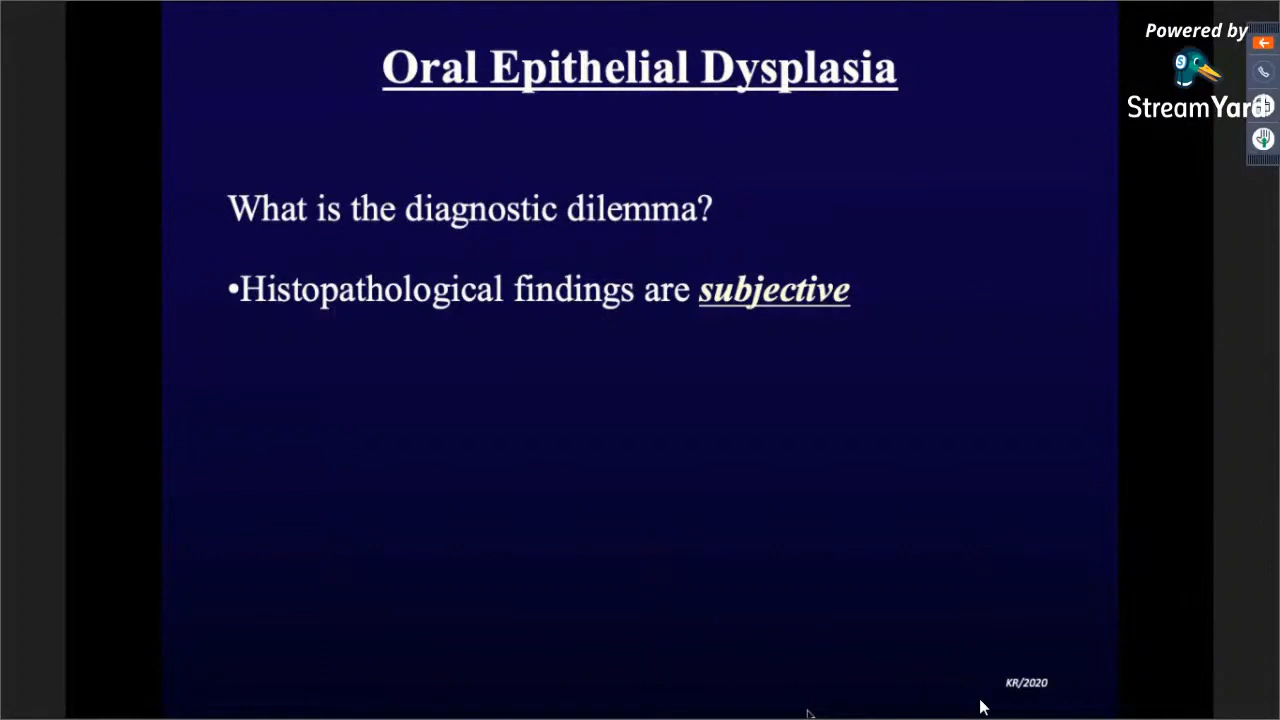 Oral Epithelial Dysplasia
Powered by
StreamYard
What is the diagnostic dilemma?
•Histopathological findings are subjective
KR/2020